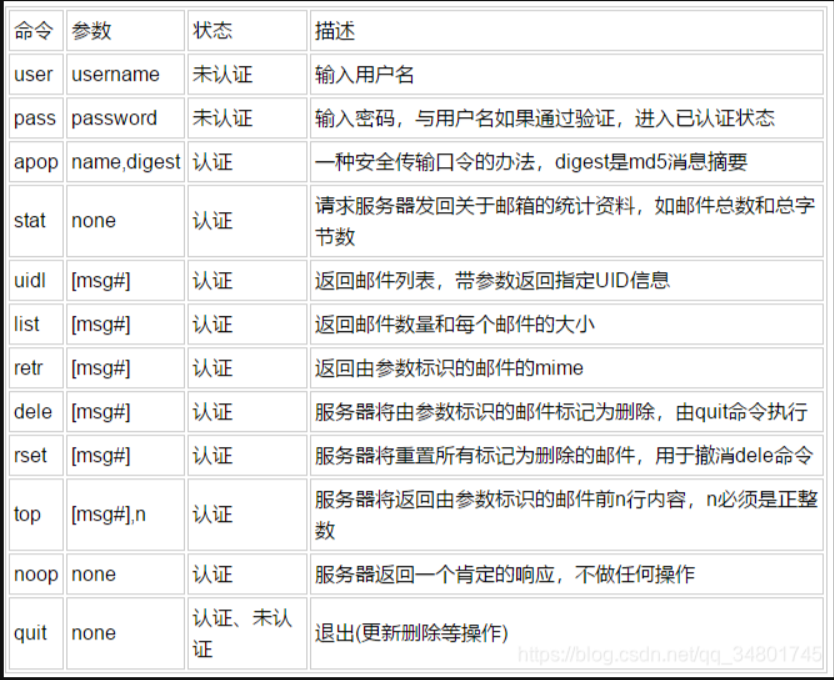 命令 参数 状态 描述
user username 未认证 输入用户名
pass password 未认证 输入密码，与用户名如果通过验证，进入已认证状态
apop name,digest 认证 一种安全传输口令的办法，digest是md5消息摘要
stat none 认证 请求服务器发回关于邮箱的统计资料，如邮件总数和总字
节数
uidl [msg#] 认证 返回邮件列表，带参数返回指定UID信息
list [msg#] 认证 返回邮件数量和每个邮件的大小
retr [msg#] 认证 返回由参数标识的邮件的mime
dele [msg#] 认证 服务器将由参数标识的邮件标记为删除，由quit命令执行
rset [msg#] 认证 服务器将重置所有标记为删除的邮件，用于撤消dele命令
top [msg#],n 认证 服务器将返回由参数标识的邮件前n行内容，n必须是正整
数
noop none 认证 服务器返回一个肯定的响应，不做任何操作
quit none 认证、未认
证 退出(更新删除等操作)
https://blog.csdn.net/qq_34801745